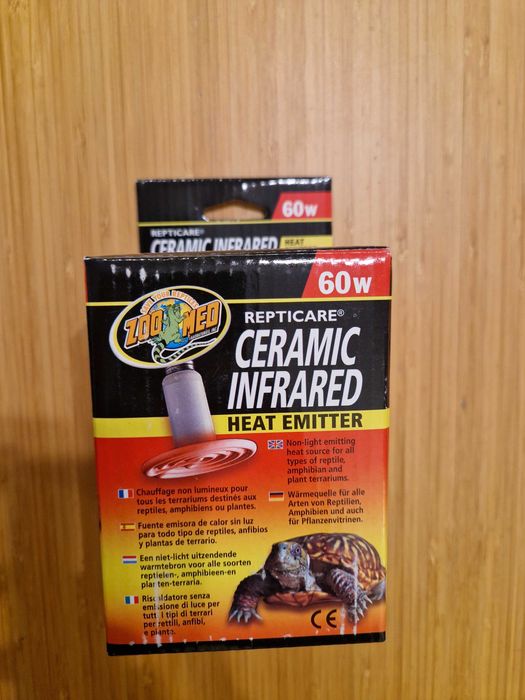 60W
REPTICARE®
CERAMIC INFRARED HEAT
60W
FOR YOUR REPTILES
ZOO MED
REPTICARE®
CERAMIC
INFRARED
HEAT EMITTER
Non-light emitting
heat source for all
types of reptile,
amphibian and
plant terrariums.
Chauffage non lumineux pour
tous les terrariums destinés aux
reptiles, amphibiens ou plantes.
Wärmequelle für alle
Arten von Reptilien,
Amphibien und auch
für Pflanzenvitrinen.
Fuente emisora de calor sin luz
para todo tipo de reptiles, anfibios
y plantas de terrario.
Een niet-licht uitzendende
warmtebron voor alle soorten
reptielen-, amphibieen-en
planten-terraria.
Riscaldatore senza
emissione di luce per
tutti i tipi di terrari
per rettili, anfibi,
e piante.
CE